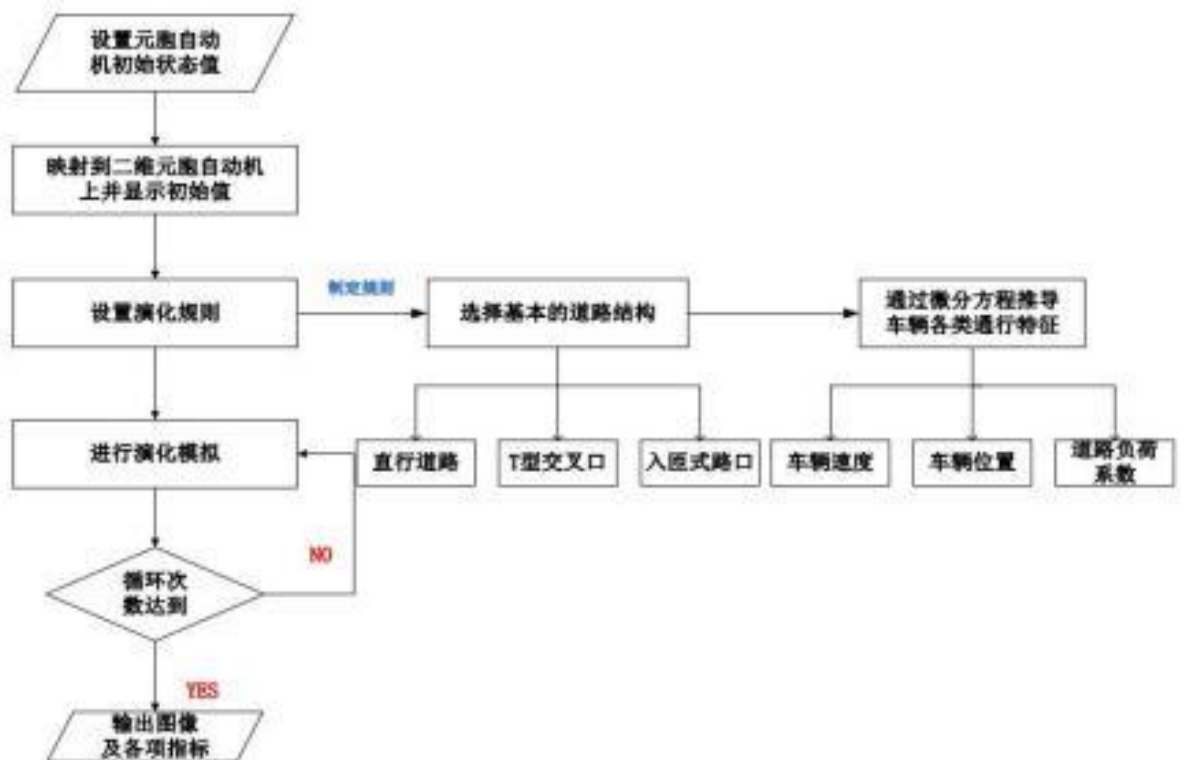 设置元胞自动
机初始状态值
映射到二维元胞自动机
上并显示初始值
设置演化规则
制定规则
选择基本的道路结构
通过微分方程推导
车辆各类通行特征
进行演化模拟
直行道路
T型交叉口
入匝式路口
车辆速度
车辆位置
道路负荷
系数
NO
循环次
数达到
YES
输出图像
及各项指标